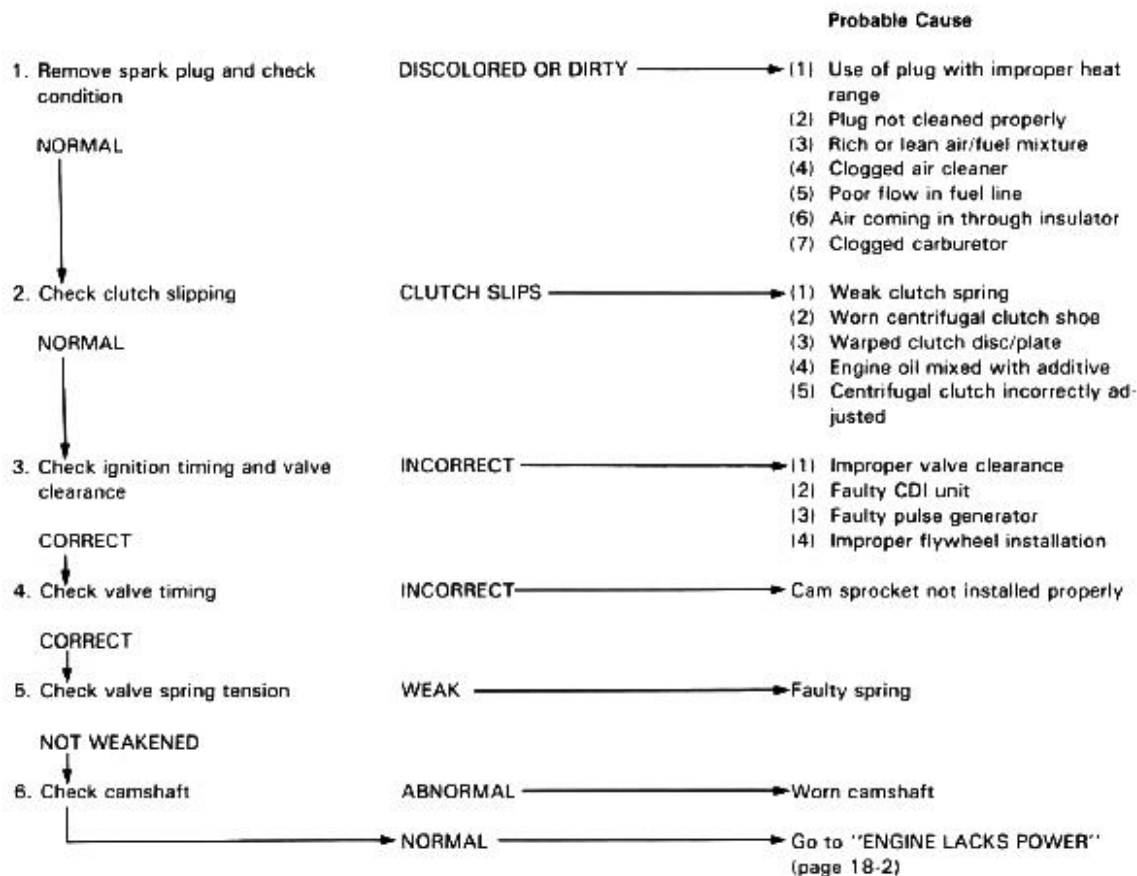 Probable Cause
1. Remove spark plug and check condition
DISCOLORED OR DIRTY
(1) Use of plug with improper heat range
(2) Plug not cleaned properly
(3) Rich or lean air/fuel mixture
(4) Clogged air cleaner
(5) Poor flow in fuel line
(6) Air coming in through insulator
(7) Clogged carburetor
NORMAL
2. Check clutch slipping
CLUTCH SLIPS
(1) Weak clutch spring
(2) Worn centrifugal clutch shoe
(3) Warped clutch disc/plate
(4) Engine oil mixed with additive
(5) Centrifugal clutch incorrectly ad-
justed
NORMAL
3. Check ignition timing and valve clearance
INCORRECT
(1) Improper valve clearance
(2) Faulty CDI unit
(3) Faulty pulse generator
(4) Improper flywheel installation
CORRECT
4. Check valve timing
INCORRECT
Cam sprocket not installed properly
CORRECT
5. Check valve spring tension
WEAK
Faulty spring
NOT WEAKENED
6. Check camshaft
ABNORMAL
Worn camshaft
NORMAL
Go to "ENGINE LACKS POWER"
(page 18-2)